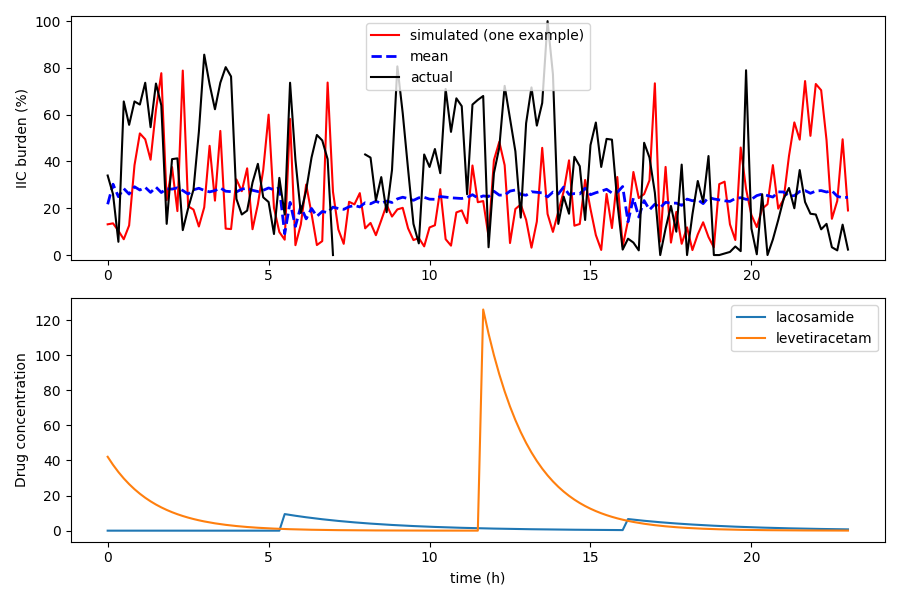 IIC burden (%)
100
80
60
40
20
0
simulated (one example)
mean
actual
0 5 10 15 20
Drug concentration
120
100
80
60
40
20
0
lacosamide
levetiracetam
0 5 10 15 20
time (h)